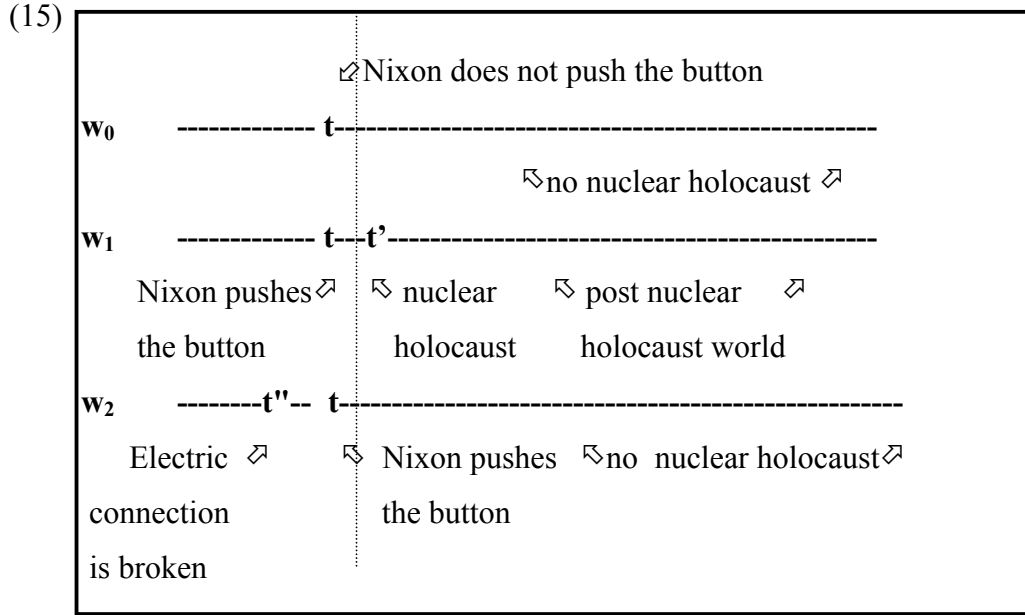 (15)
Nixon does not push the button
w₀ ------------- t---------------------------------------------------
no nuclear holocaust
w₁ ------------- t---t’-----------------------------------------------
Nixon pushes nuclear post nuclear
the button holocaust holocaust world
w₂ --------t"-- t------------------------------------------------------
Electric Nixon pushes no nuclear holocaust
connection the button
is broken